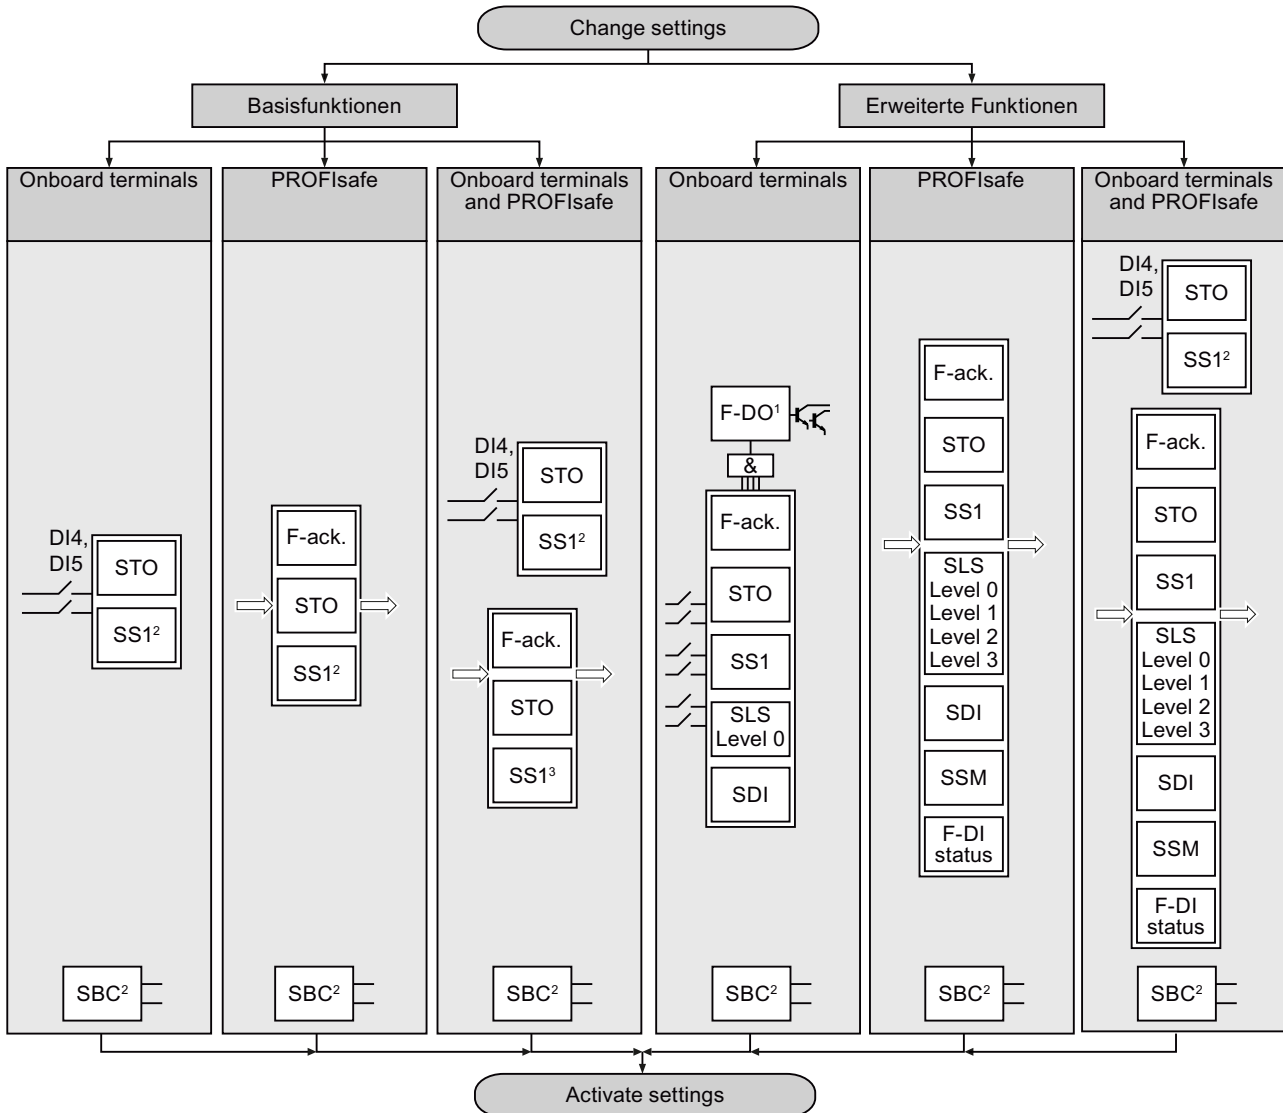 Change settings
Basisfunktionen
Erweiterte Funktionen
Onboard terminals
DI4,
DI5
STO
SS1²
SBC²
PROFIsafe
F-ack.
STO
SS1²
SBC²
Onboard terminals
and PROFIsafe
DI4,
DI5
STO
SS1²
F-ack.
STO
SS1³
SBC²
Onboard terminals
F-DO¹
&
F-ack.
STO
SS1
SLS
Level 0
SDI
SBC²
PROFIsafe
F-ack.
STO
SS1
SLS
Level 0
Level 1
Level 2
Level 3
SDI
SSM
F-DI
status
SBC²
Onboard terminals
and PROFIsafe
DI4,
DI5
STO
SS1²
F-ack.
STO
SS1
SLS
Level 0
Level 1
Level 2
Level 3
SDI
SSM
F-DI
status
SBC²
Activate settings